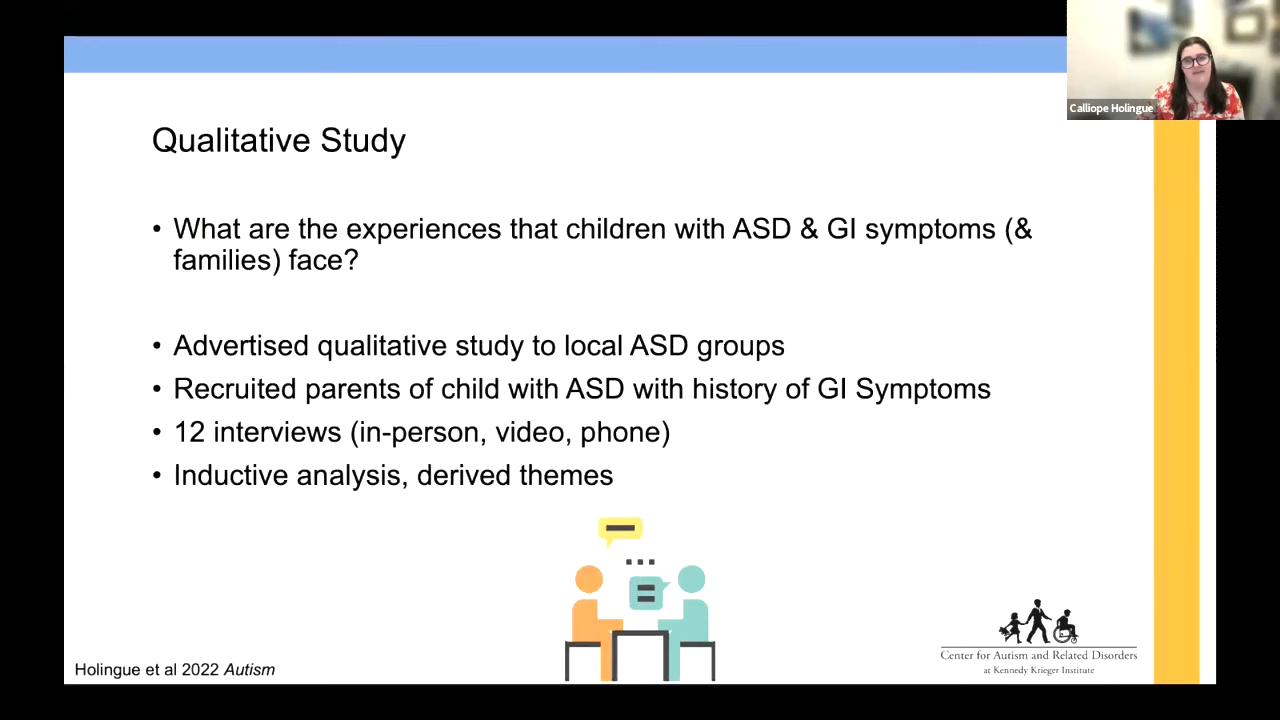 Calliope Holingue
Qualitative Study
• What are the experiences that children with ASD & GI symptoms (&
families) face?
• Advertised qualitative study to local ASD groups
• Recruited parents of child with ASD with history of GI Symptoms
• 12 interviews (in-person, video, phone)
• Inductive analysis, derived themes
Center for Autism and Related Disorders
at Kennedy Krieger Institute
Holingue et al 2022 Autism